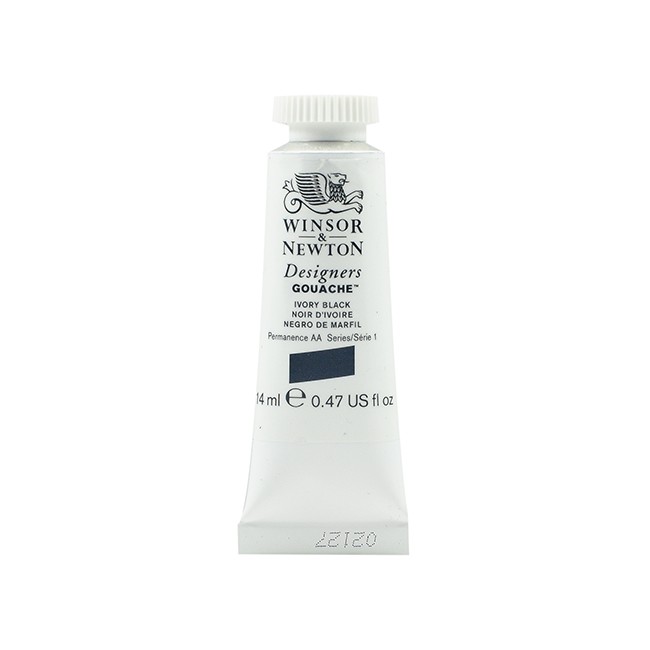 WINSOR
&
NEWTON
Designers
GOUACHE™
IVORY BLACK
NOIR D'IVOIRE
NEGRO DE MARFIL
Permanence AA Series/Série 1
14 ml ℮ 0.47 US fl oz
02127